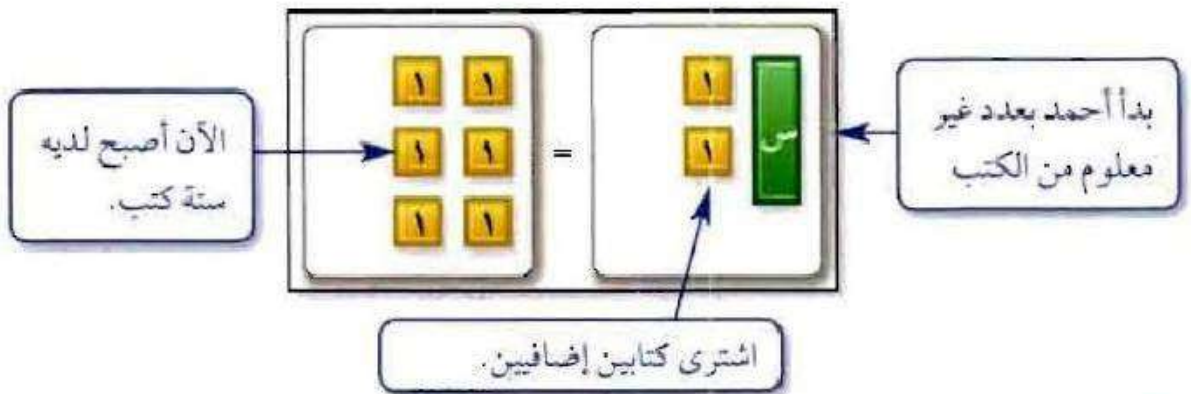 بدأ أحمد بعدد غير
معلوم من الكتب
س ١ = ١ ١
١ ١ ١
١ ١
الآن أصبح لديه
ستة كتب.
اشترى كتابين إضافيين.